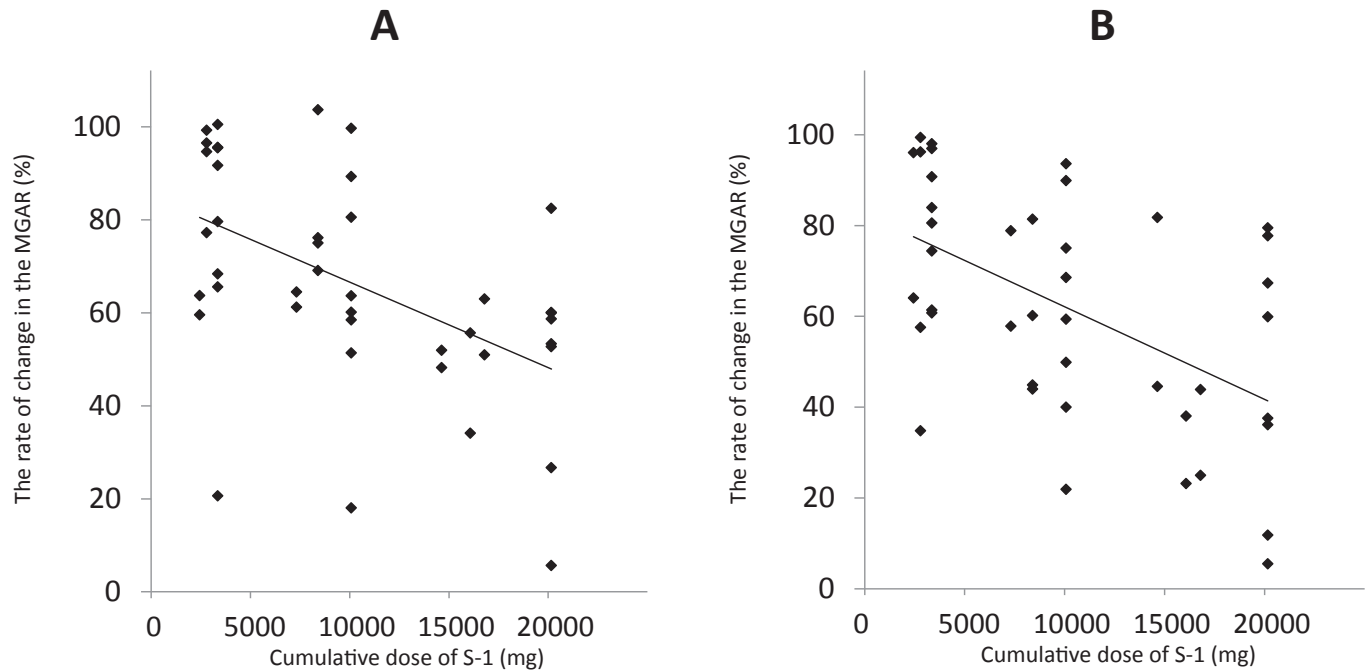 A
The rate of change in the MGAR (%)
100
80
60
40
20
0
0 5000 10000 15000 20000
Cumulative dose of S-1 (mg)
B
The rate of change in the MGAR (%)
100
80
60
40
20
0
0 5000 10000 15000 20000
Cumulative dose of S-1 (mg)